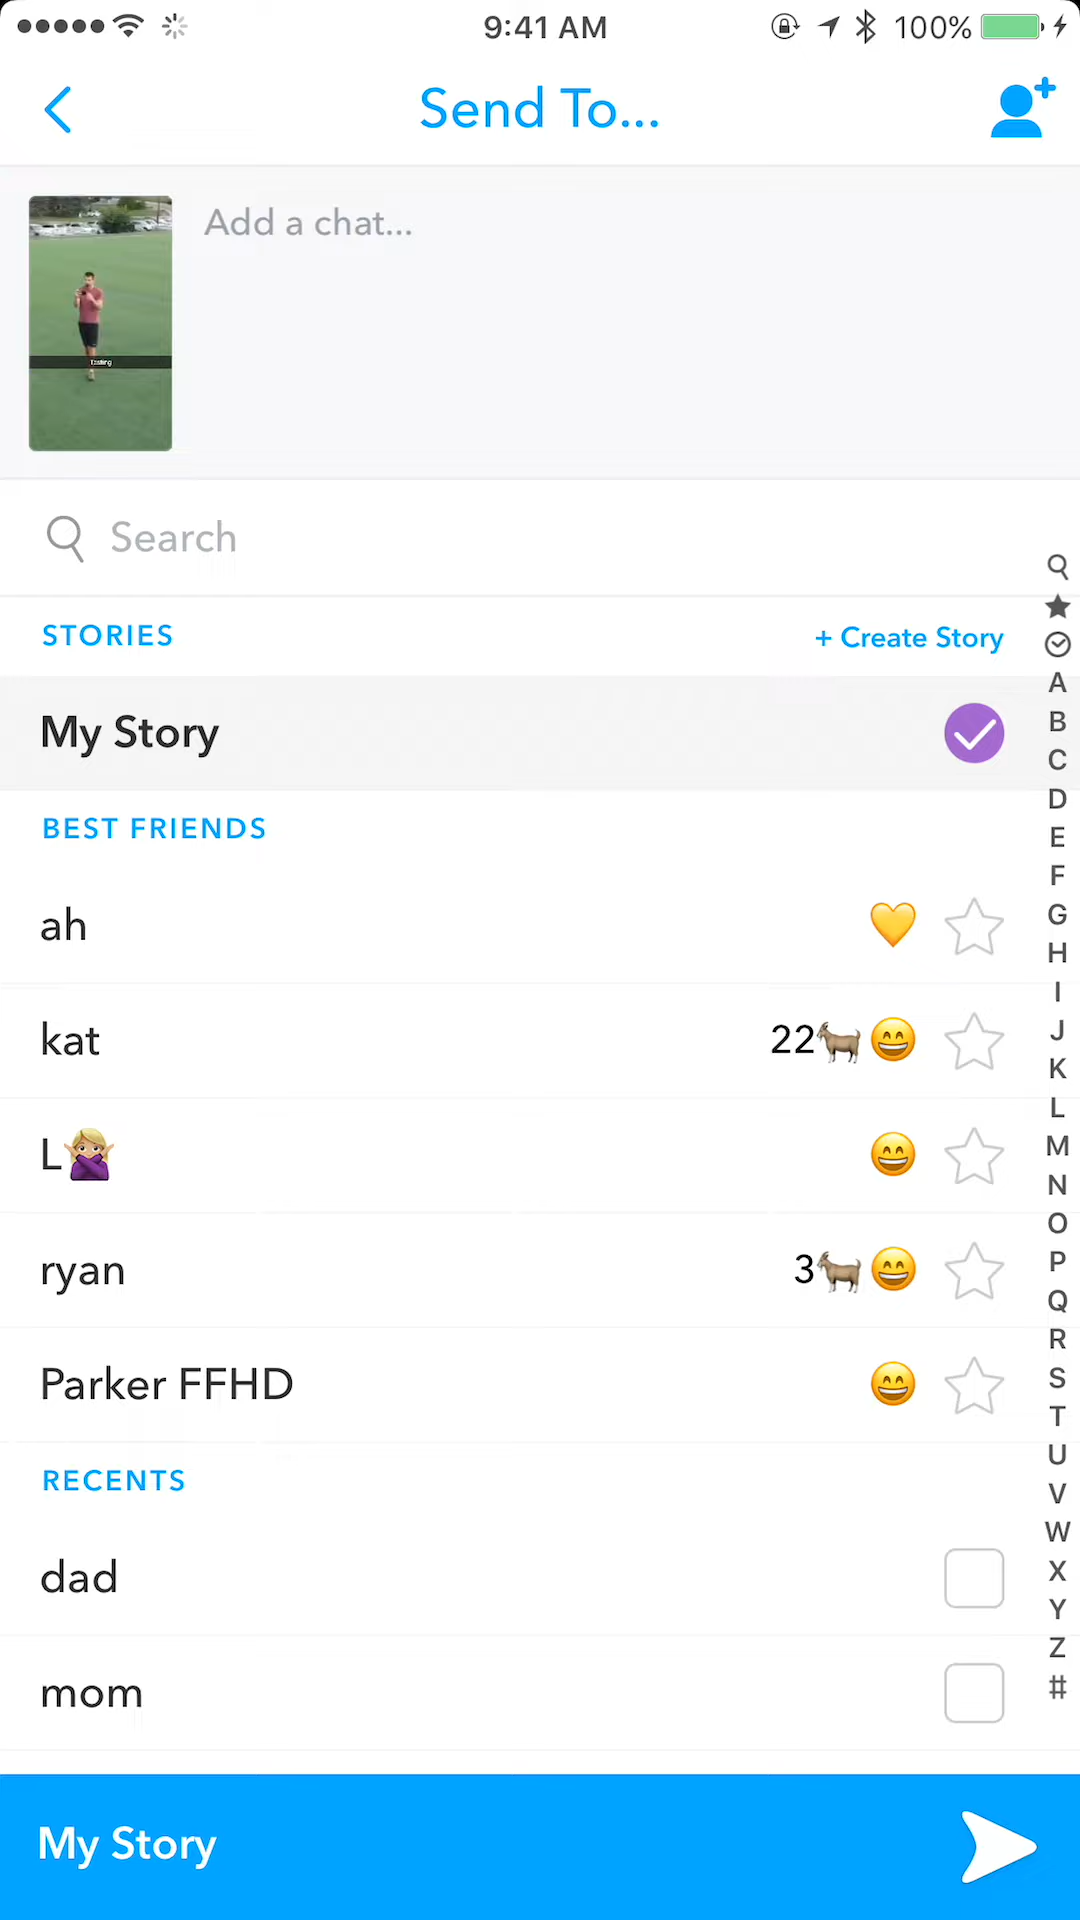 9:41 AM 100%
Send To...
Add a chat...
Testing
Search
STORIES + Create Story
My Story
BEST FRIENDS
ah 💛
kat 22🐐😄
L🙅🏼
😄
ryan 3🐐😄
Parker FFHD 😄
RECENTS
dad
mom
A
B
C
D
E
F
G
H
I
J
K
L
M
N
O
P
Q
R
S
T
U
V
W
X
Y
Z
#
My Story